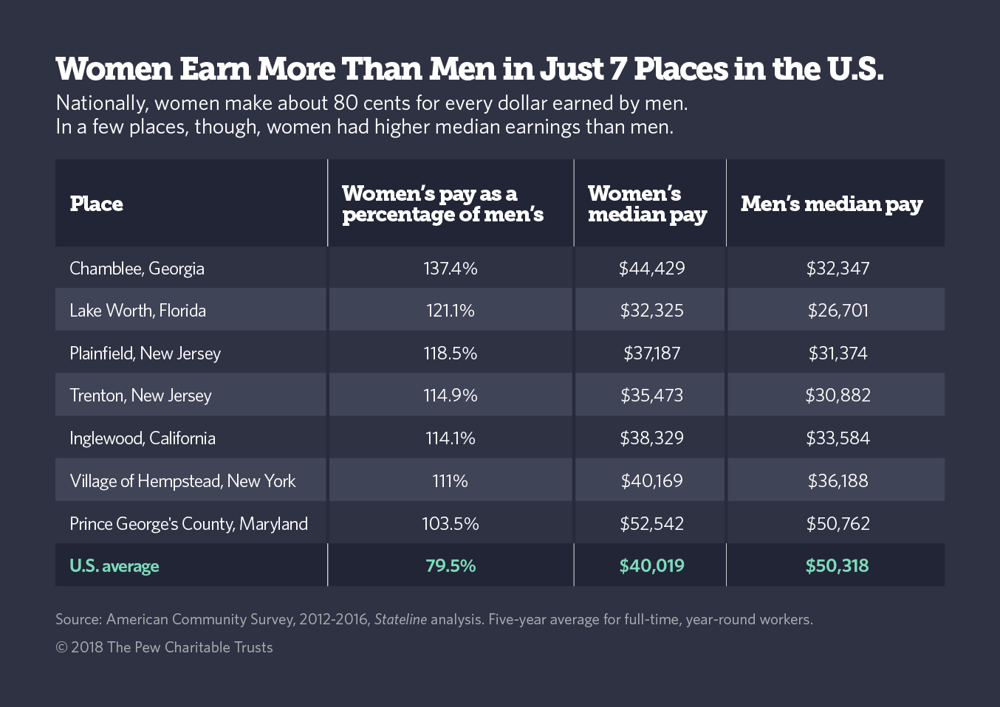 Women Earn More Than Men in Just 7 Places in the U.S.
Nationally, women make about 80 cents for every dollar earned by men.
In a few places, though, women had higher median earnings than men.
Place
Women’s pay as a
percentage of men’s
Women’s
median pay
Men’s median pay
Chamblee, Georgia 137.4% $44,429 $32,347
Lake Worth, Florida 121.1% $32,325 $26,701
Plainfield, New Jersey 118.5% $37,187 $31,374
Trenton, New Jersey 114.9% $35,473 $30,882
Inglewood, California 114.1% $38,329 $33,584
Village of Hempstead, New York 111% $40,169 $36,188
Prince George's County, Maryland 103.5% $52,542 $50,762
U.S. average 79.5% $40,019 $50,318
Source: American Community Survey, 2012-2016, Stateline analysis. Five-year average for full-time, year-round workers.
© 2018 The Pew Charitable Trusts